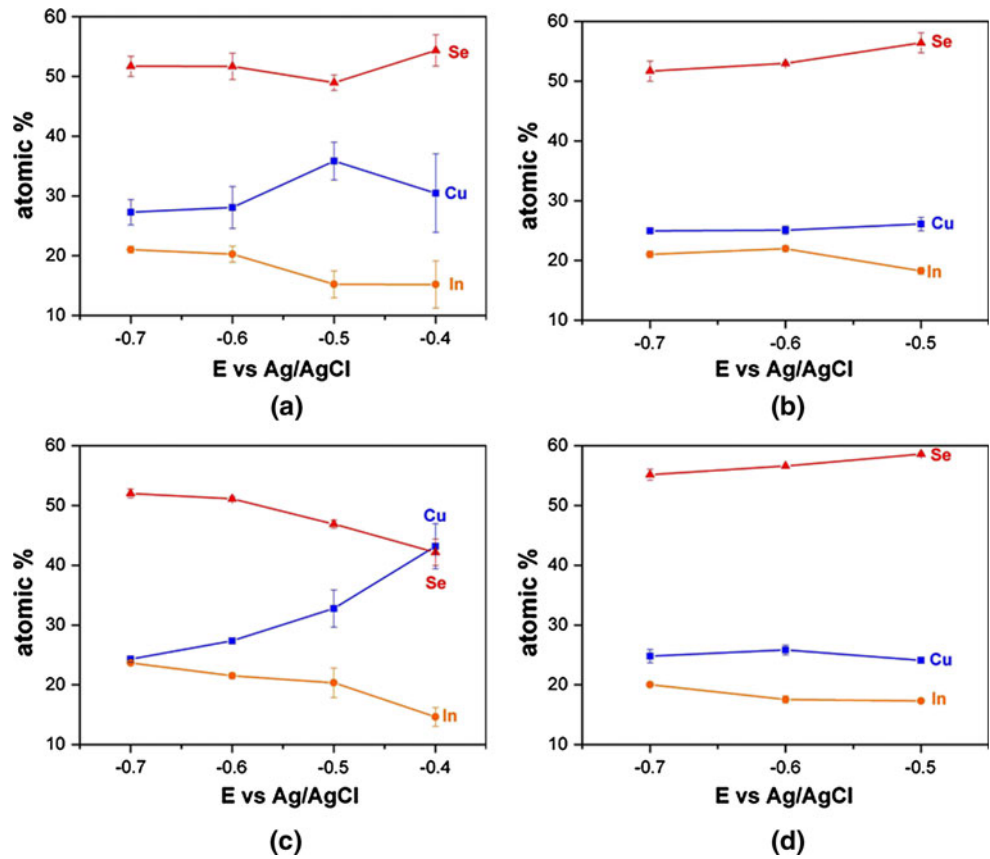 60
50
40
30
20
10
atomic %
Se
Cu
In
-0.7 -0.6 -0.5 -0.4
E vs Ag/AgCl
(a)
60
50
40
30
20
10
atomic %
Se
Cu
In
-0.7 -0.6 -0.5
E vs Ag/AgCl
(b)
60
50
40
30
20
10
atomic %
Cu
Se
In
-0.7 -0.6 -0.5 -0.4
E vs Ag/AgCl
(c)
60
50
40
30
20
10
atomic %
Se
Cu
In
-0.7 -0.6 -0.5
E vs Ag/AgCl
(d)